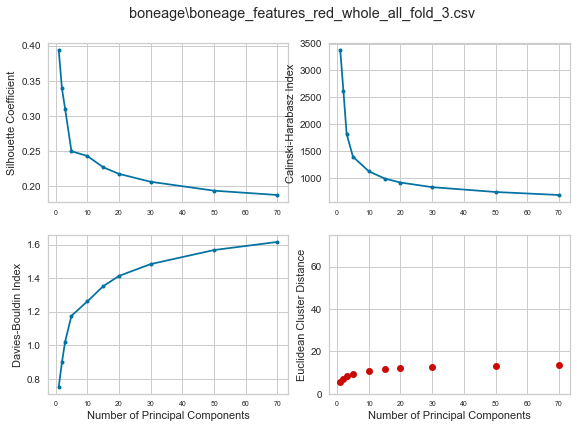 boneage\boneage_features_red_whole_all_fold_3.csv
Silhouette Coefficient
0.40
0.35
0.30
0.25
0.20
0 10 20 30 40 50 60 70
Calinski-Harabasz Index
3500
3000
2500
2000
1500
1000
0 10 20 30 40 50 60 70
Davies-Bouldin Index
1.6
1.4
1.2
1.0
0.8
0 10 20 30 40 50 60 70
Number of Principal Components
Euclidean Cluster Distance
60
40
20
0
0 10 20 30 40 50 60 70
Number of Principal Components